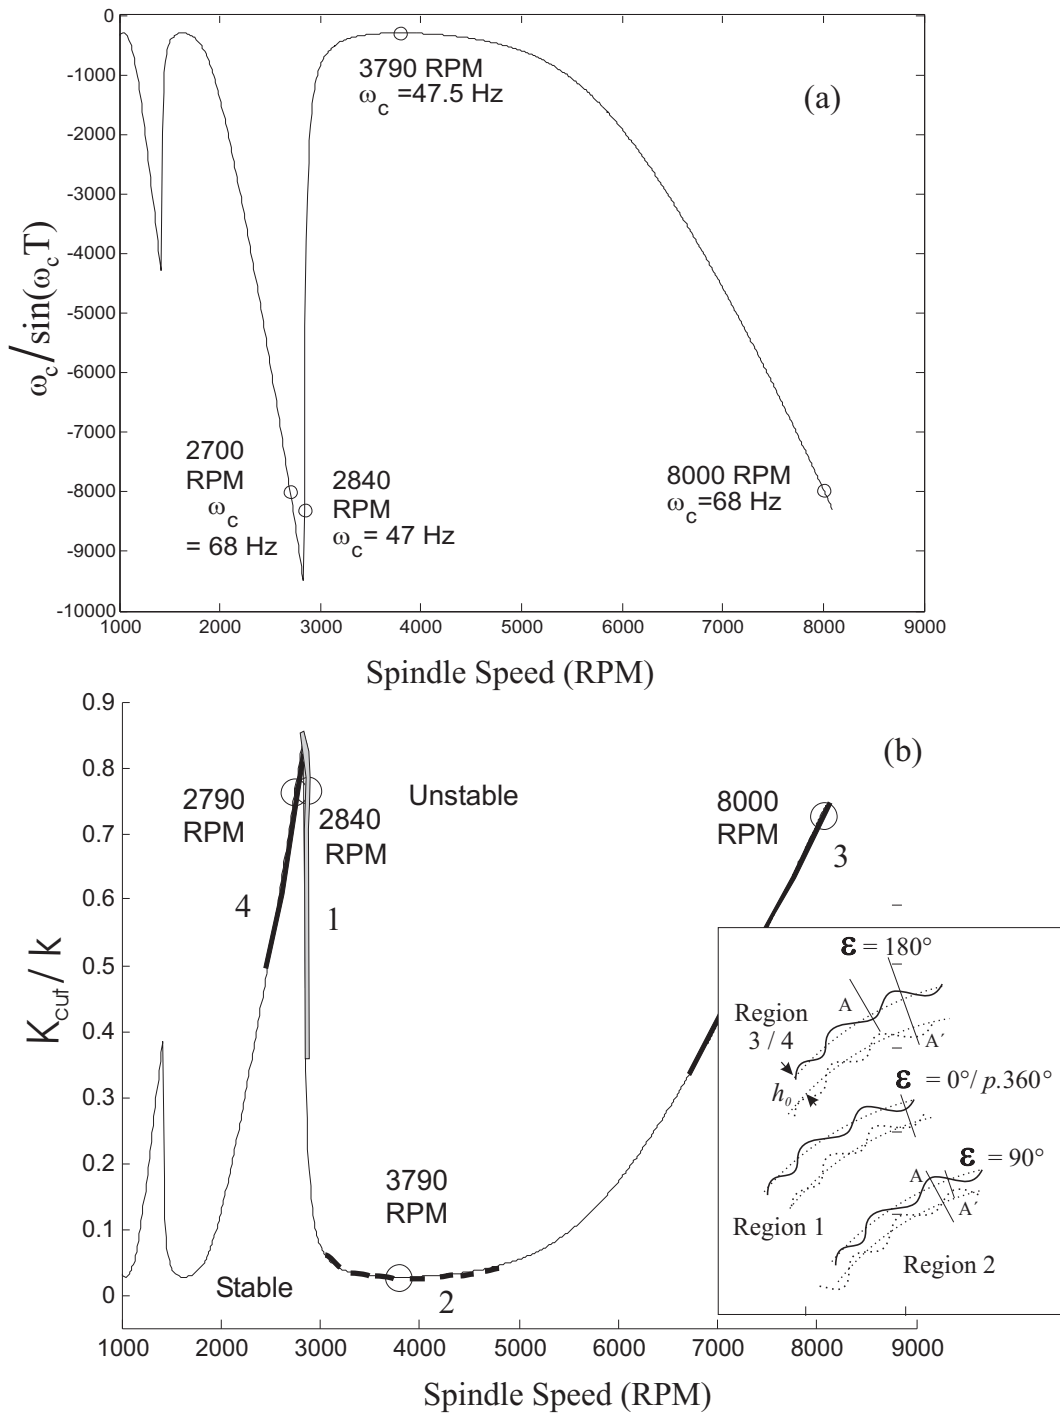 0
-1000
-2000
-3000
-4000
-5000
-6000
-7000
-8000
-9000
-10000
ω_c/sin(ω_cT)
3790 RPM
ω_c =47.5 Hz
(a)
2700
RPM
ω_c
= 68 Hz
2840
RPM
ω_c= 47 Hz
8000 RPM
ω_c=68 Hz
1000 2000 3000 4000 5000 6000 7000 8000 9000
Spindle Speed (RPM)
0.9
0.8
0.7
0.6
0.5
0.4
0.3
0.2
0.1
0
K_cut / k
(b)
2790
RPM
2840
RPM
Unstable
8000
RPM
3
4
1
3790
RPM
Stable
2
ε = 180°
A
A´
Region
3 / 4
h_0
ε = 0°/ p.360°
Region 1
ε = 90°
A
A´
Region 2
1000 2000 3000 4000 5000 6000 7000 8000 9000
Spindle Speed (RPM)